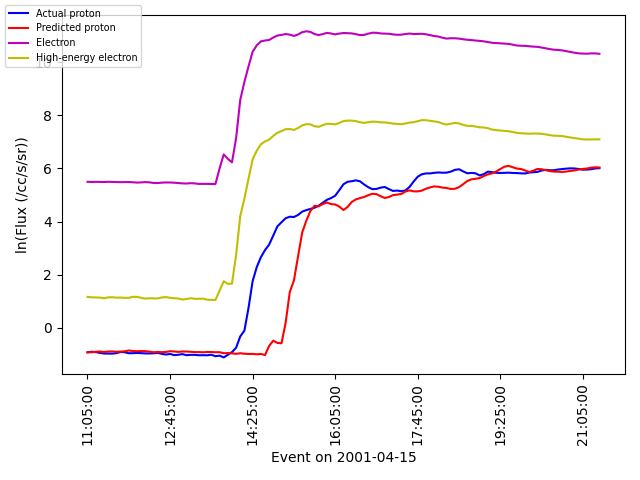 Actual proton
Predicted proton
Electron
High-energy electron
ln(Flux (/cc/s/sr))
10
8
6
4
2
0
11:05:00
12:45:00
14:25:00
16:05:00
17:45:00
19:25:00
21:05:00
Event on 2001-04-15